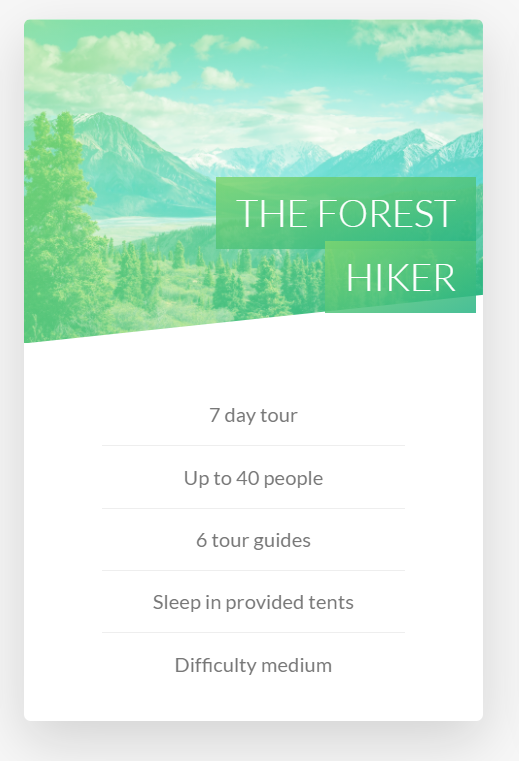 THE FOREST
HIKER
7 day tour
Up to 40 people
6 tour guides
Sleep in provided tents
Difficulty medium